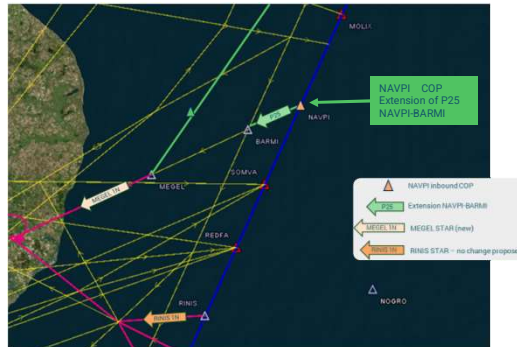 MOLIA
NAVPI COP
Extension of P25
NAVPI-BARMI
P25
NAVPI
BARMI
SOMVA
MEGEL
MEGEL 1N
NAVPI inbound COP
P25
Extension NAVPI-BARMI
MEGEL 1N
MEGEL STAR (new)
RINIS 1N
RINIS STAR - no change propose
REDFA
NOGRO
RINIS
RINIS 1N